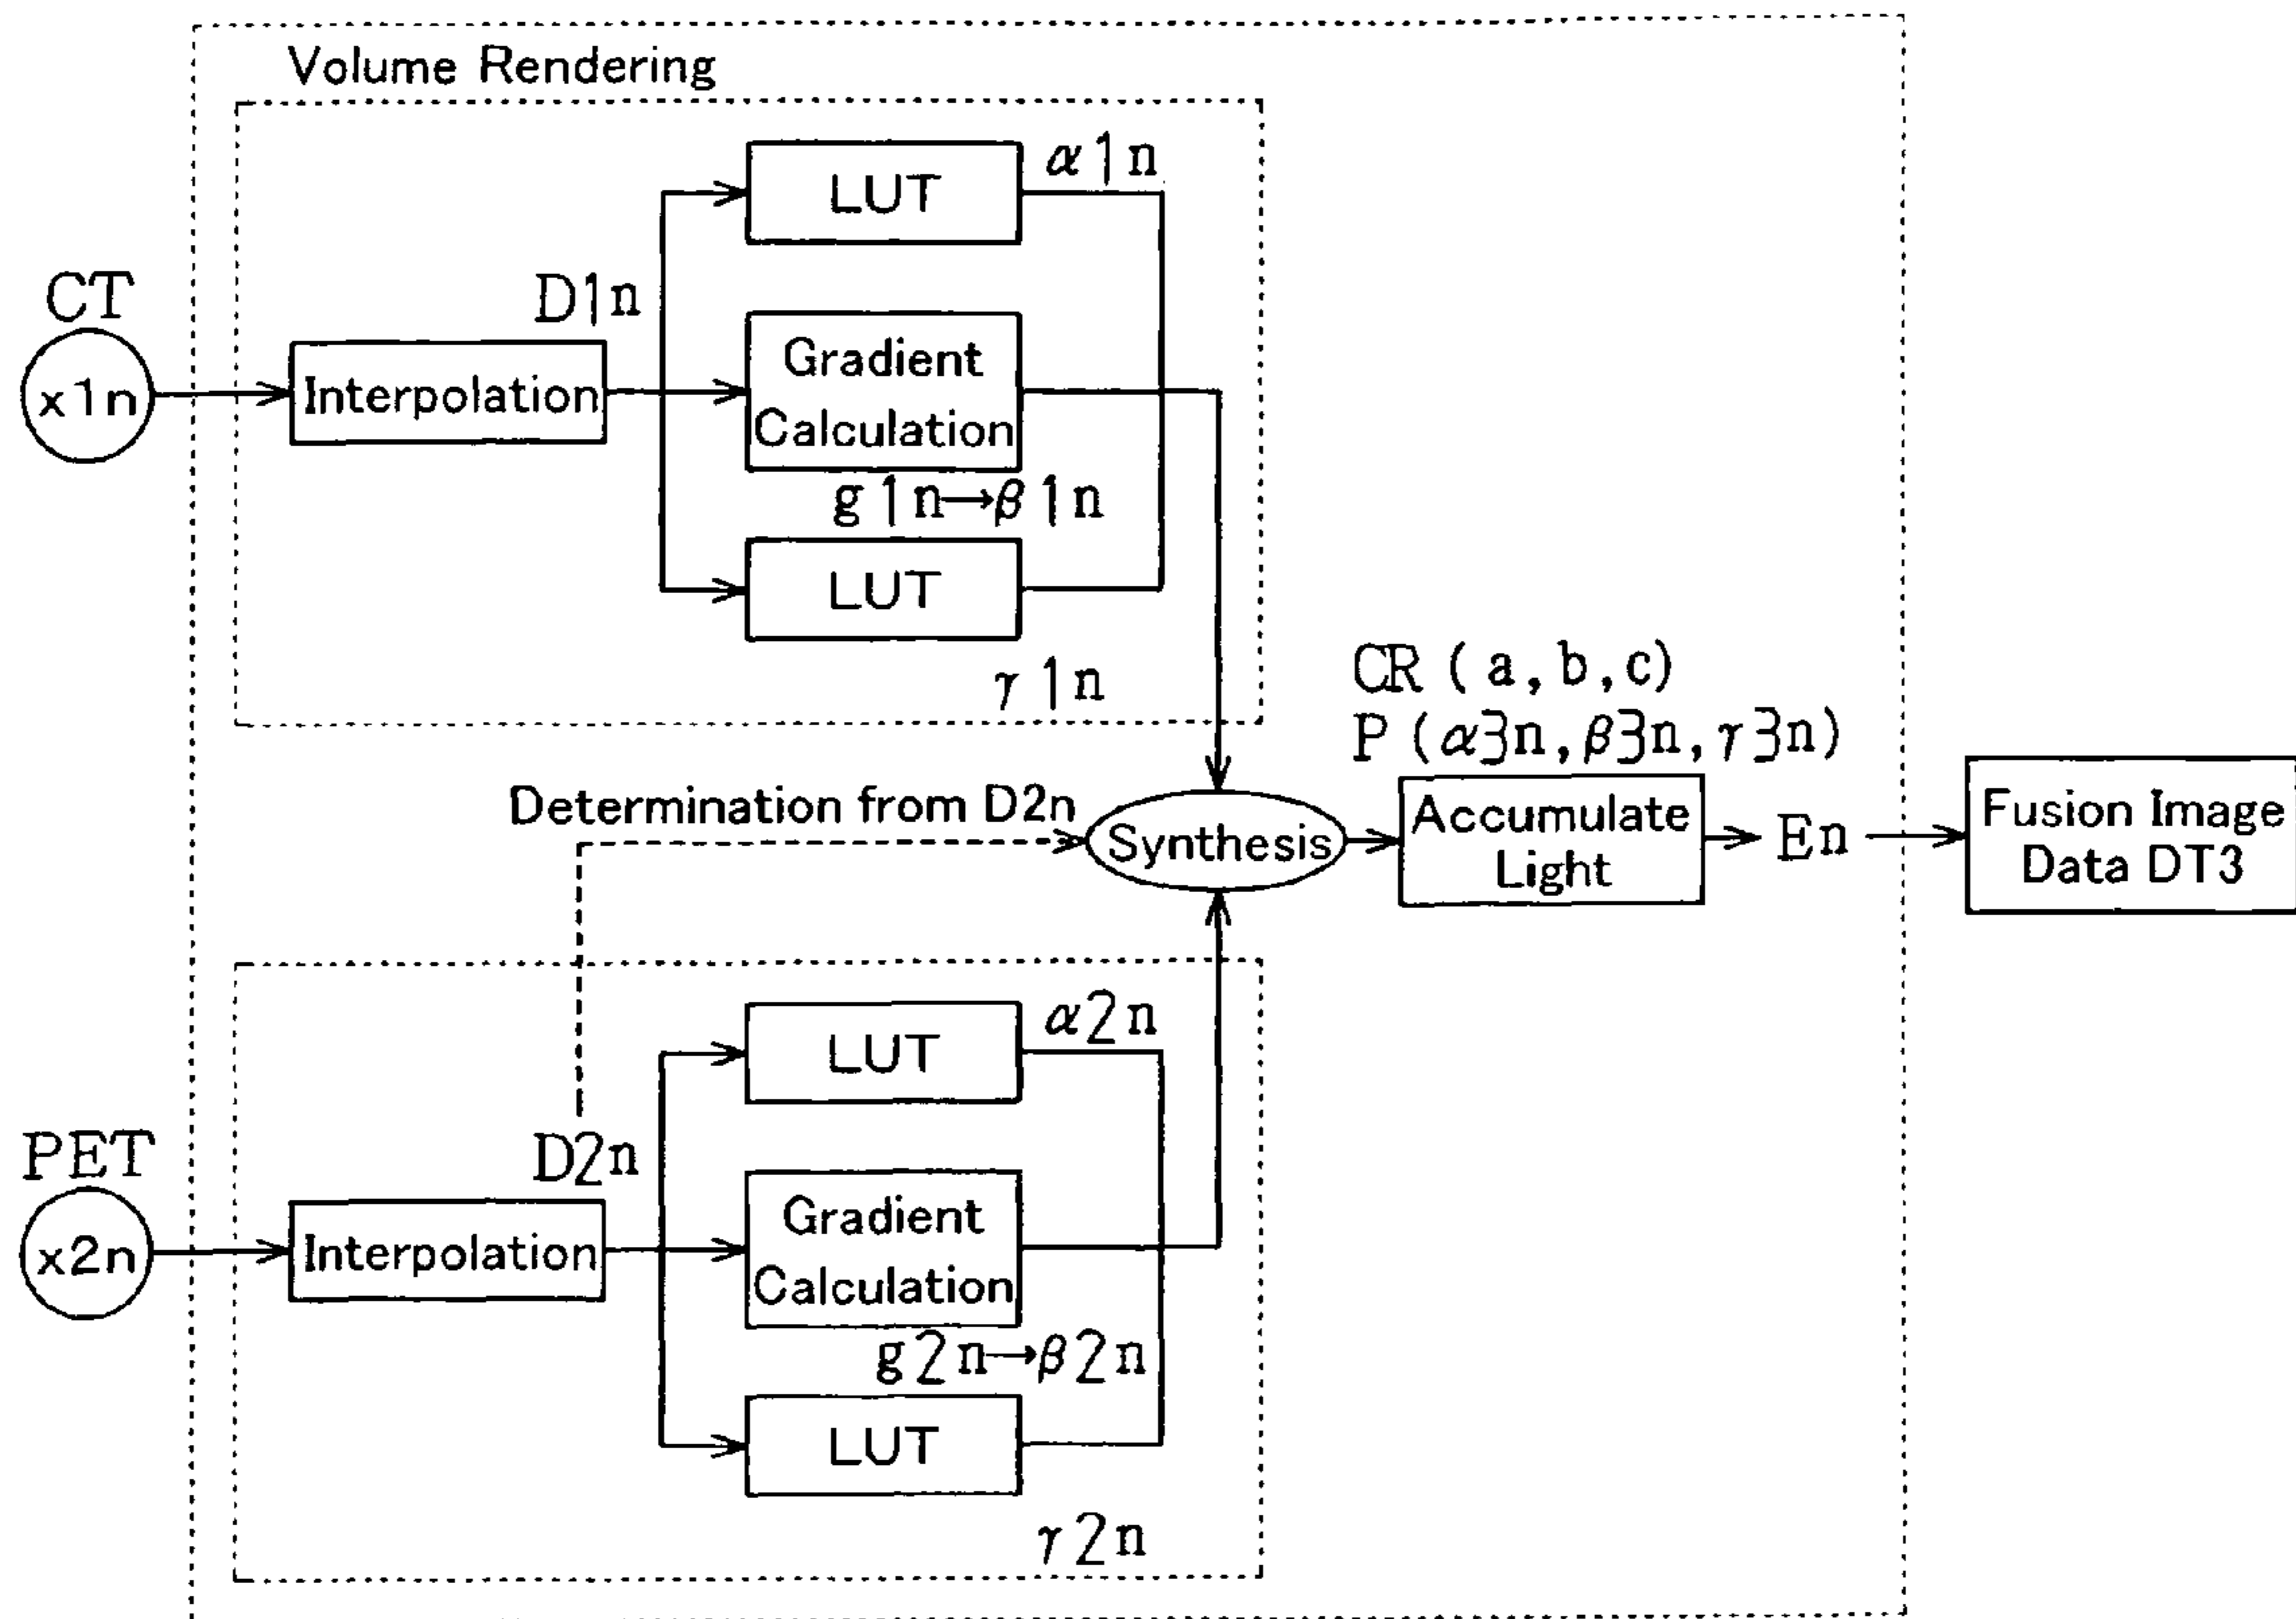 Volume Rendering
CT
x1n
Interpolation
D1n
LUT
α1n
Gradient
Calculation
g1n→β1n
LUT
γ1n
CR (a, b, c)
P (α3n, β3n, γ3n)
Determination from D2n
Synthesis
Accumulate
Light
En
Fusion Image
Data DT3
PET
x2n
Interpolation
D2n
LUT
α2n
Gradient
Calculation
g2n→β2n
LUT
γ2n